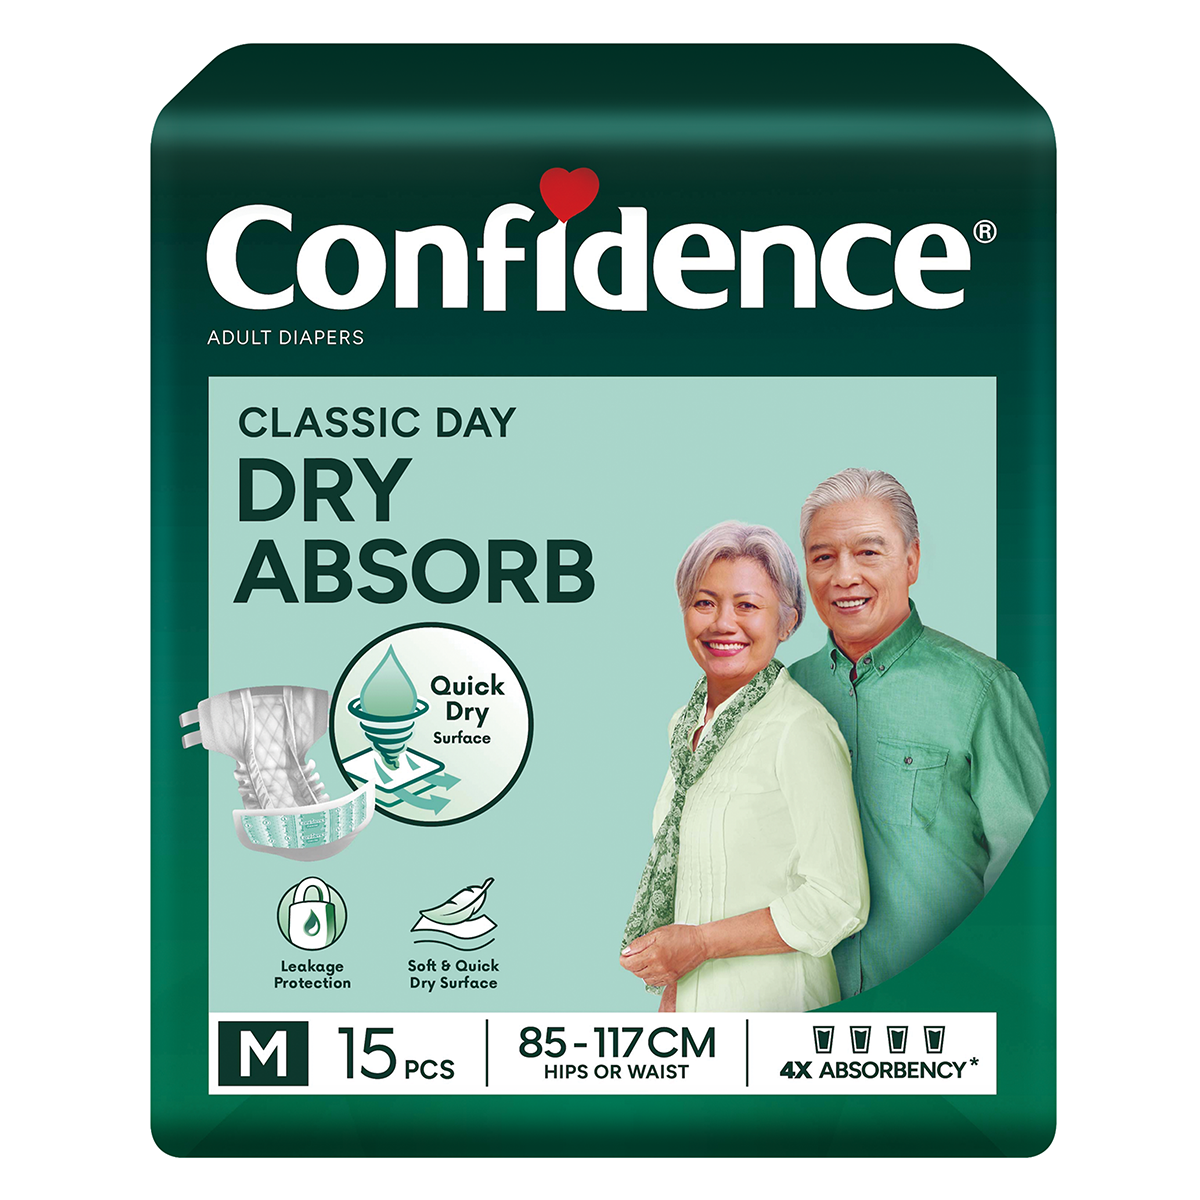 Confidence®
ADULT DIAPERS
CLASSIC DAY
DRY
ABSORB
Quick
Dry
Surface
Leakage
Protection
Soft & Quick
Dry Surface
M
15 PCS
85-117CM
HIPS OR WAIST
4X ABSORBENCY*